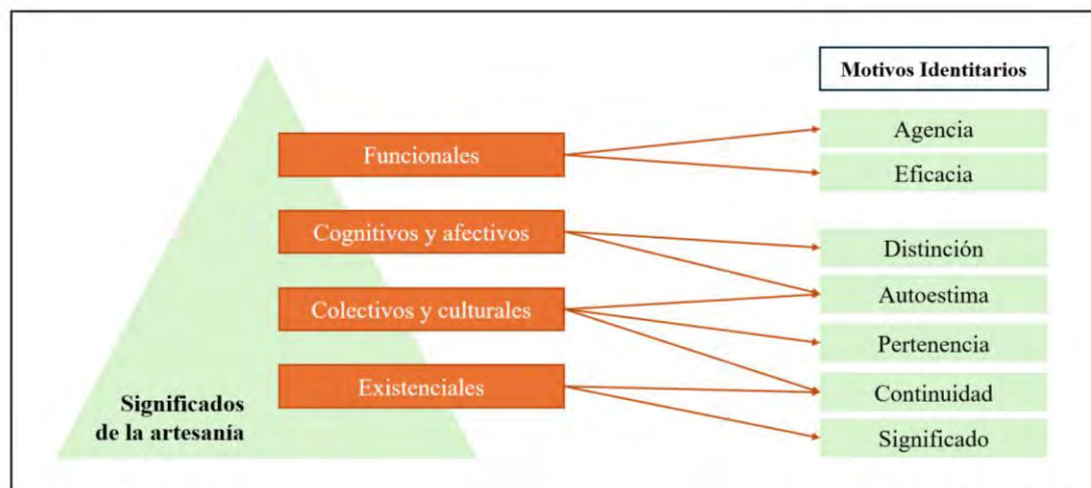 Motivos Identitarios
Funcionales
Cognitivos y afectivos
Colectivos y culturales
Existenciales
Significados
de la artesanía
Agencia
Eficacia
Distinción
Autoestima
Pertenencia
Continuidad
Significado